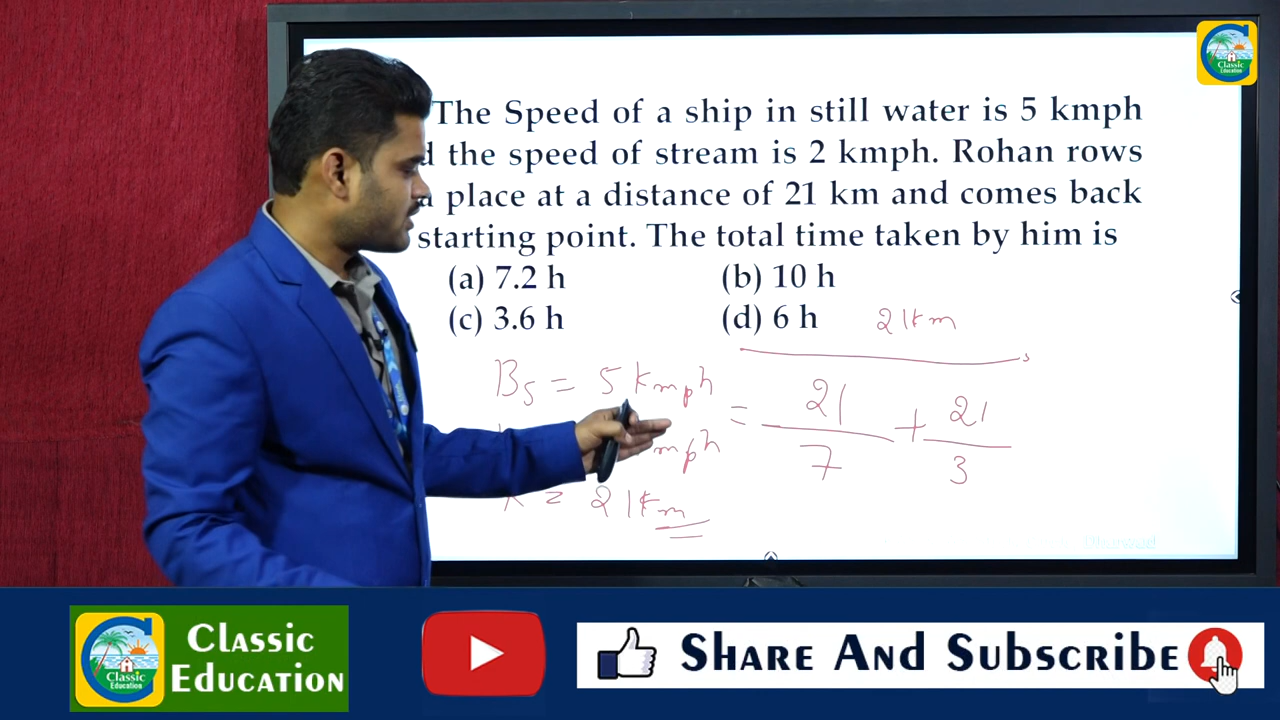 Classic
Education
The Speed of a ship in still water is 5 kmph
the speed of stream is 2 kmph. Rohan rows
place at a distance of 21 km and comes back
starting point. The total time taken by him is
(a) 7.2 h (b) 10 h
(c) 3.6 h (d) 6 h
21km
Bs = 5 kmph
= 21/7 + 21/3
mph
= 21km
Classic
Education
Classic
Education
Share And Subscribe